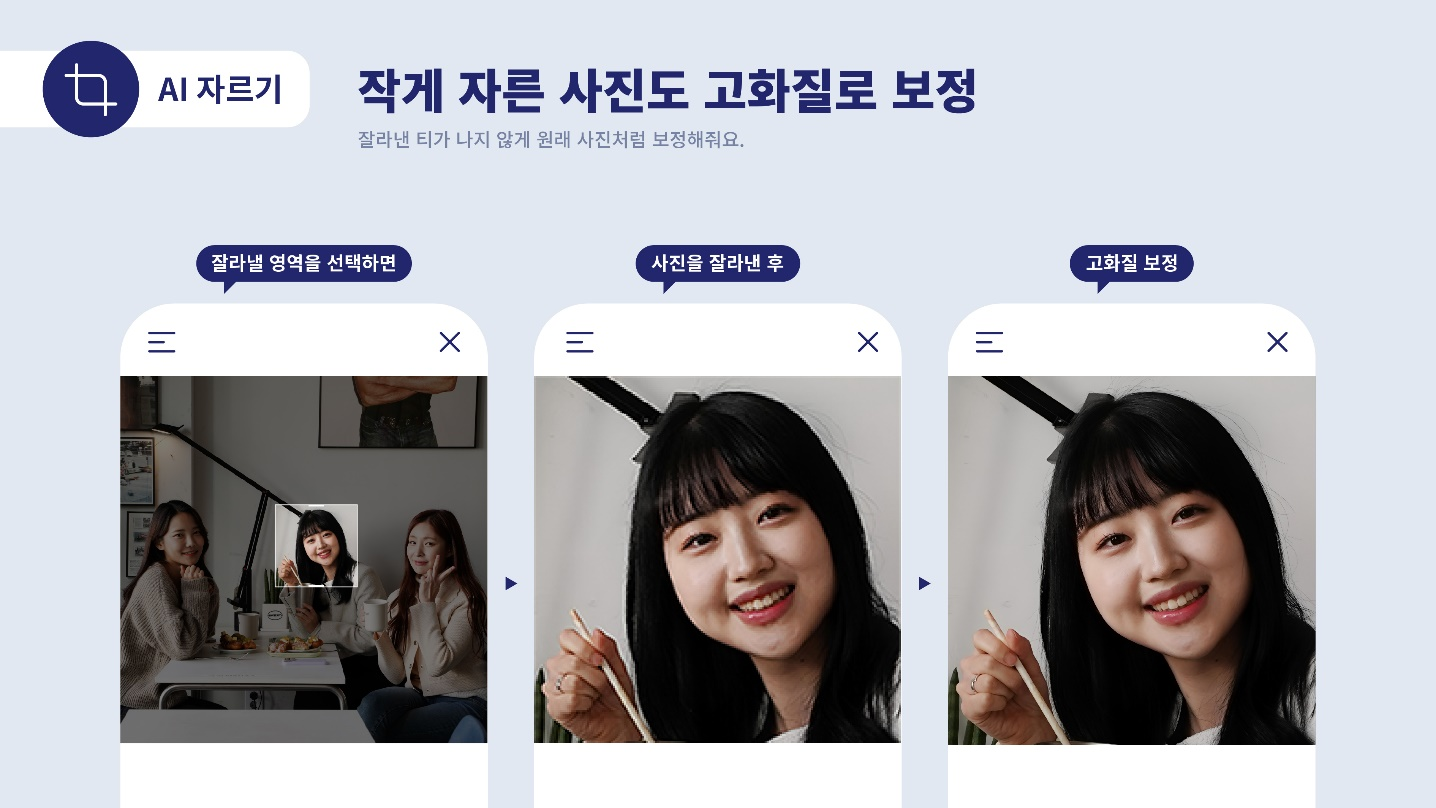 AI 자르기
작게 자른 사진도 고화질로 보정
잘라낸 티가 나지 않게 원래 사진처럼 보정해줘요.
잘라낼 영역을 선택하면
사진을 잘라낸 후
고화질 보정